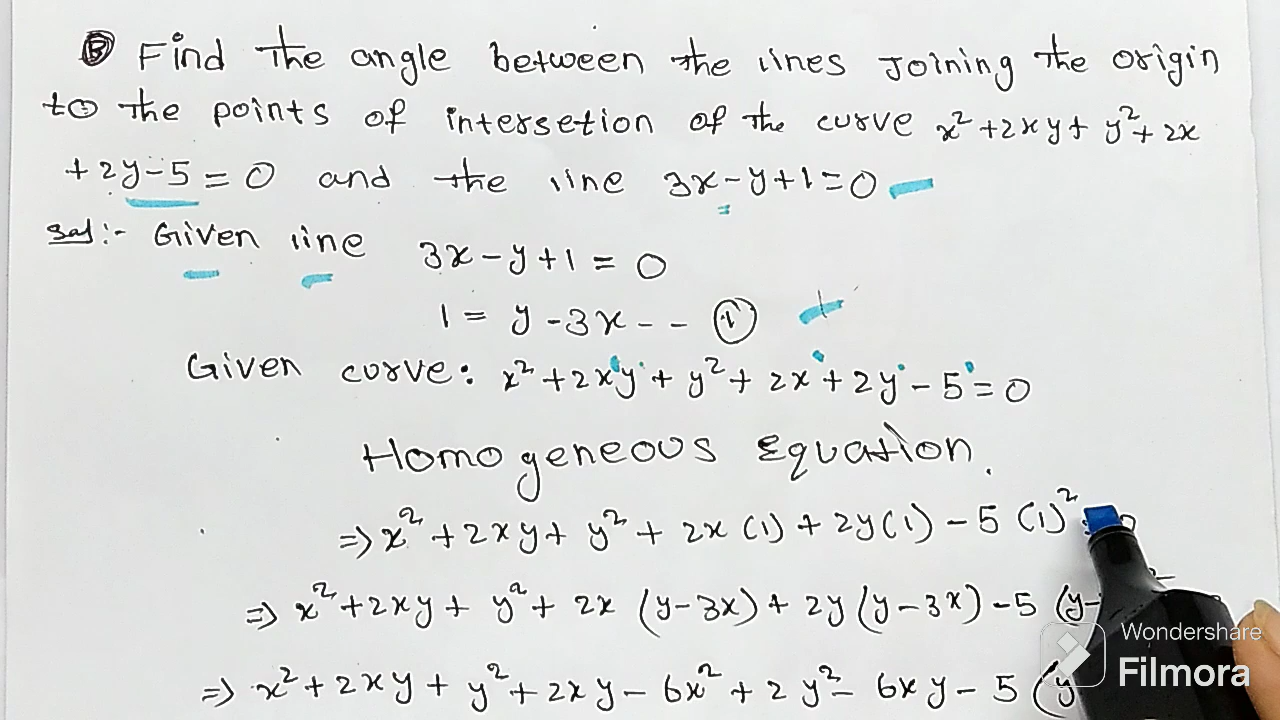 Ⓑ Find the angle between the lines Joining the origin
to the points of intersetion of the curve x² + 2xy + y² + 2x
+ 2y - 5 = 0 and the line 3x - y + 1 = 0
Sol:- Given line 3x - y + 1 = 0
1 = y - 3x -- ①
Given curve: x² + 2xy + y² + 2x + 2y - 5 = 0
Homogeneous Equation.
=> x² + 2xy + y² + 2x (1) + 2y (1) - 5 (1)²
=> x² + 2xy + y² + 2x (y - 3x) + 2y (y - 3x) - 5 (y-
=> x² + 2xy + y² + 2xy - 6x² + 2y² - 6xy - 5 (y
Wondershare
Filmora